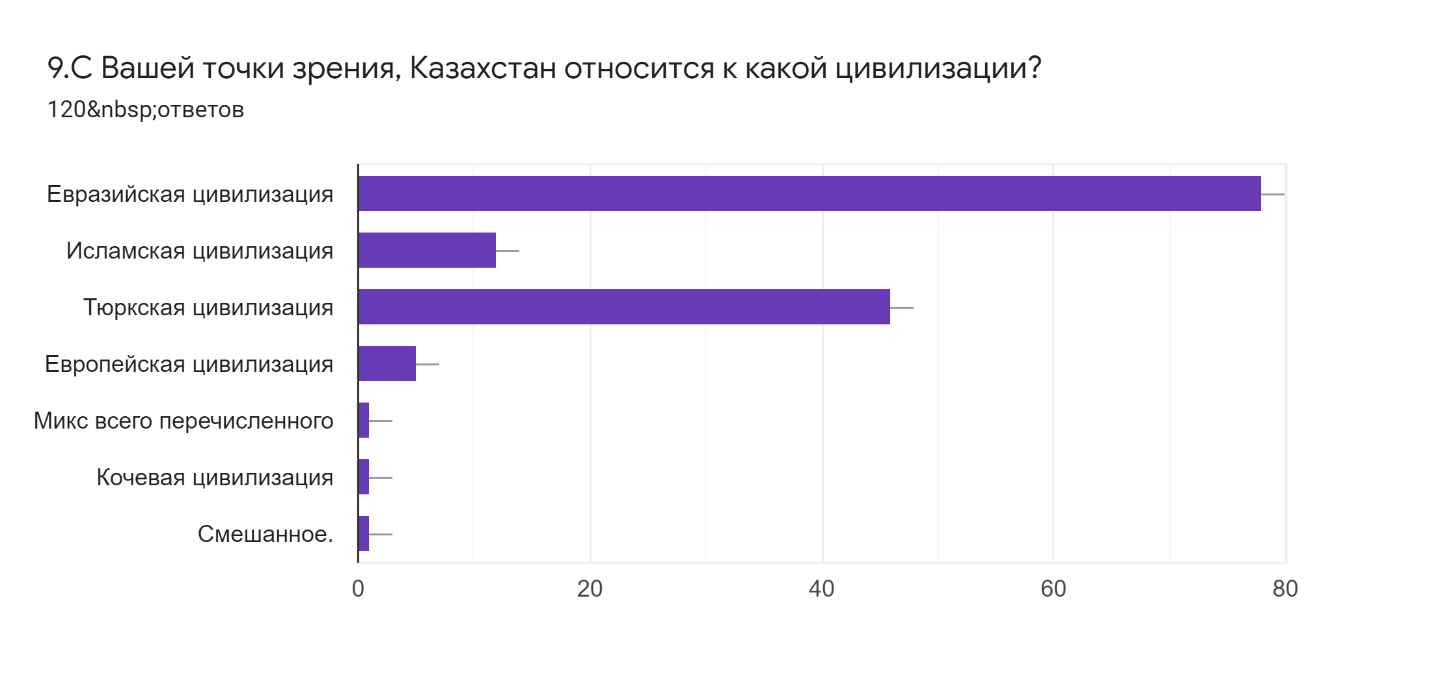 9.С Вашей точки зрения, Казахстан относится к какой цивилизации?
120&nbsp;ответов
Евразийская цивилизация
Исламская цивилизация
Тюркская цивилизация
Европейская цивилизация
Микс всего перечисленного
Кочевая цивилизация
Смешанное.
0 20 40 60 80